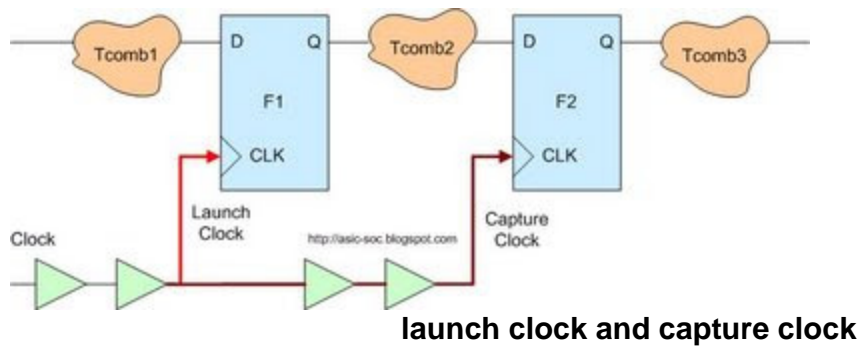 Tcomb1
D Q
F1
CLK
Tcomb2
D Q
F2
CLK
Tcomb3
Launch
Clock
Capture
Clock
http://asic-soc.blogspot.com
Clock
launch clock and capture clock